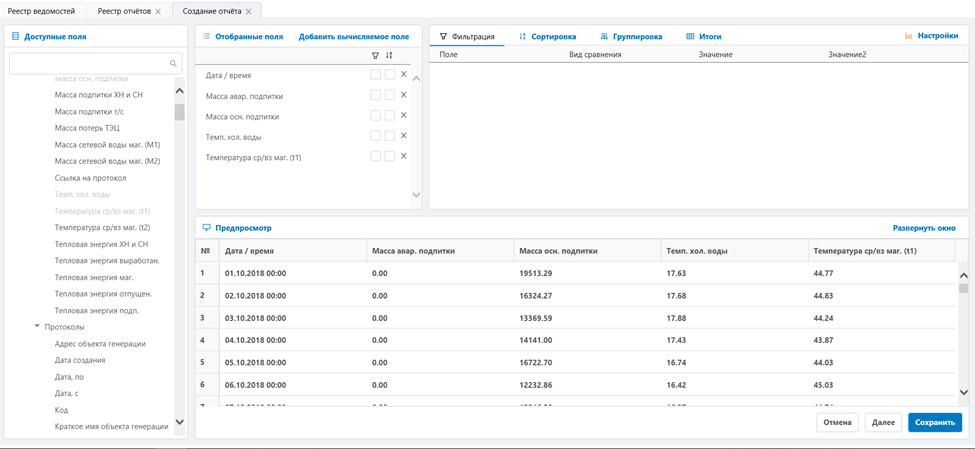 Реестр ведомостей
Реестр отчётов
Создание отчёта
Доступные поля
Масса осн. подпитки
Масса подпитки ХН и СН
Масса подпитки т/с
Масса потерь ТЭЦ
Масса сетевой воды маг. (М1)
Масса сетевой воды маг. (М2)
Ссылка на протокол
Темп. хол. воды
Температура ср/вз маг. (t1)
Температура ср/вз маг. (t2)
Тепловая энергия ХН и СН
Тепловая энергия выработан.
Тепловая энергия маг.
Тепловая энергия отпущен.
Тепловая энергия подп.
Протоколы
Адрес объекта генерации
Дата создания
Дата, по
Дата, с
Код
Краткое имя объекта генерации
Отобранные поля Добавить вычисляемое поле
Дата / время
Масса авар. подпитки
Масса осн. подпитки
Темп. хол. воды
Температура ср/вз маг. (t1)
Фильтрация Сортировка Группировка Итоги Настройки
Поле Вид сравнения Значение Значение2
Предпросмотр Развернуть окно
№ Дата / время Масса авар. подпитки Масса осн. подпитки Темп. хол. воды Температура ср/вз маг. (t1)
1 01.10.2018 00:00 0.00 19513.29 17.63 44.77
2 02.10.2018 00:00 0.00 16324.27 17.68 44.83
3 03.10.2018 00:00 0.00 13369.59 17.88 44.24
4 04.10.2018 00:00 0.00 14141.00 17.43 43.87
5 05.10.2018 00:00 0.00 16722.70 16.74 44.03
6 06.10.2018 00:00 0.00 12232.86 16.42 45.03
Отмена Далее Сохранить